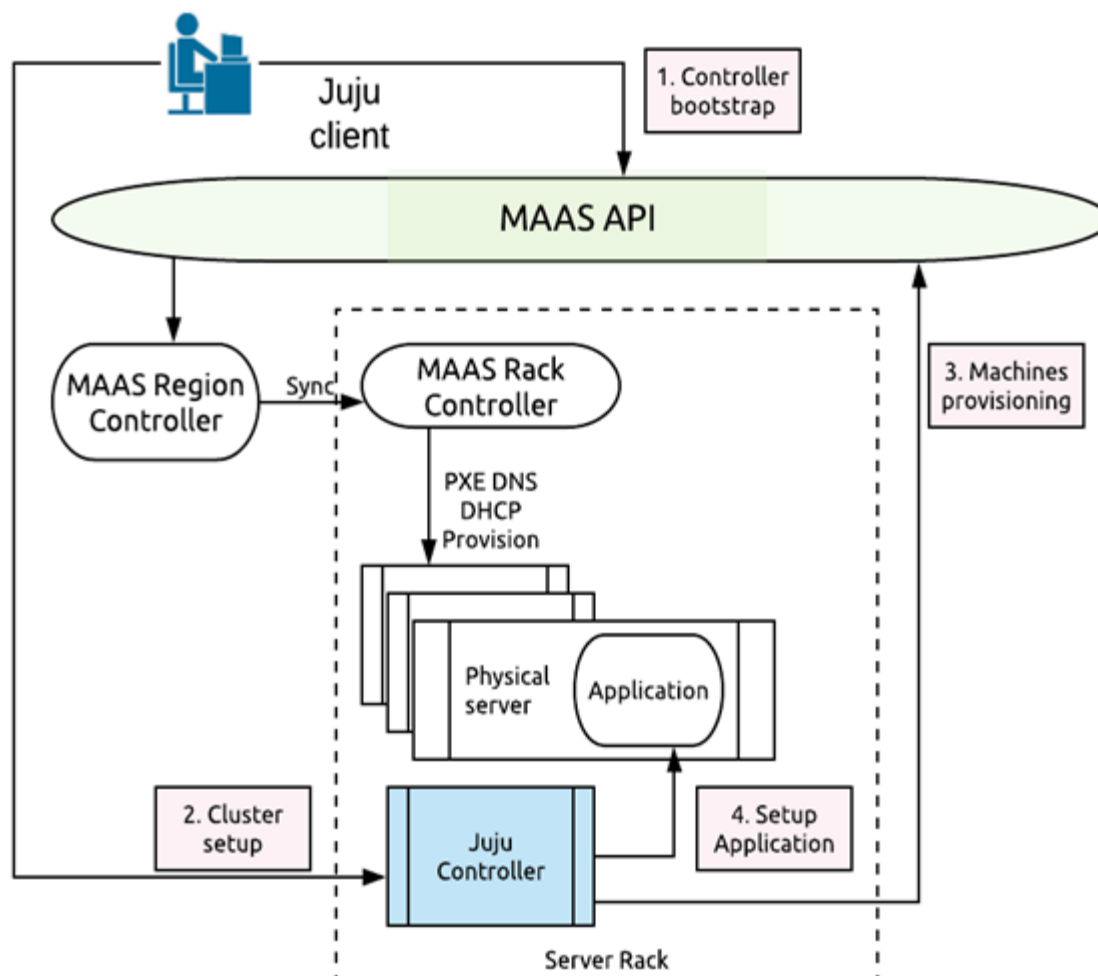 Juju
client
1. Controller
bootstrap
MAAS API
MAAS Region
Controller
Sync
MAAS Rack
Controller
3. Machines
provisioning
PXE DNS
DHCP
Provision
Physical
server
Application
2. Cluster
setup
Juju
Controller
4. Setup
Application
Server Rack